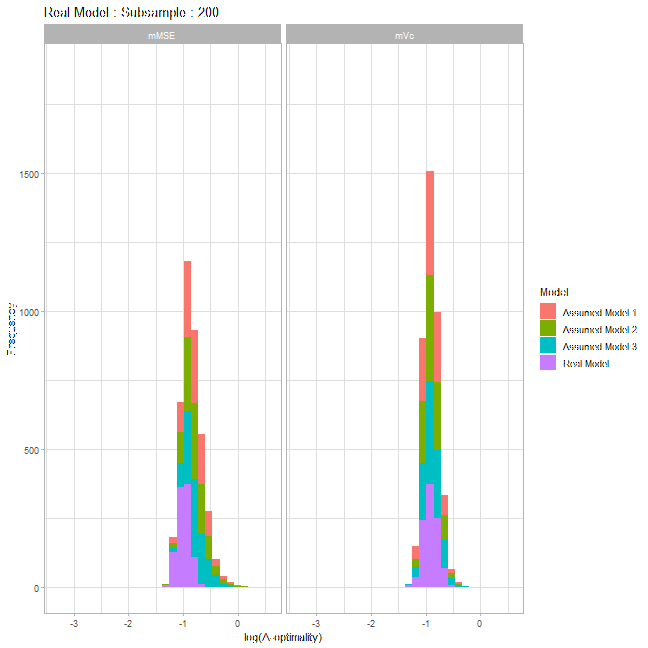 Real Model : Subsample : 200
mMSE
mVc
1500
1000
500
0
Frequency
-3
-2
-1
0
-3
-2
-1
0
log(A-optimality)
Model
Assumed Model 1
Assumed Model 2
Assumed Model 3
Real Model